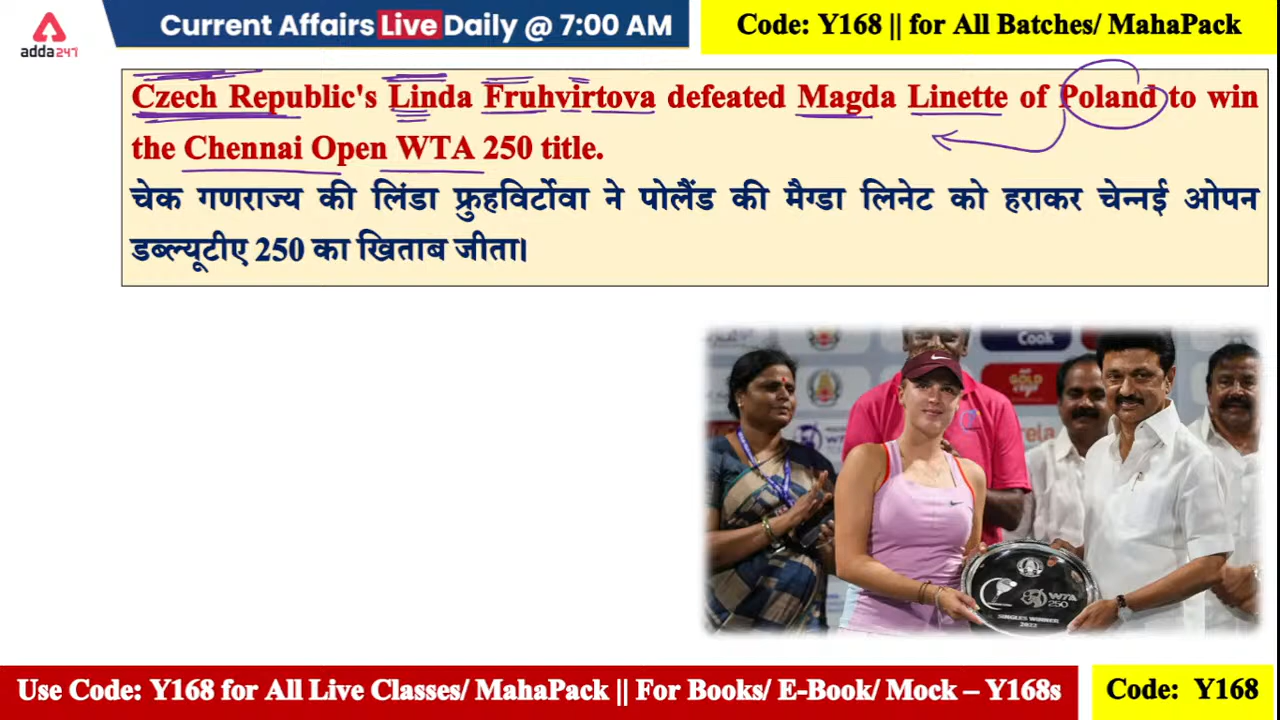 adda247
Current Affairs Live Daily @ 7:00 AM
Code: Y168 || for All Batches/ MahaPack
Czech Republic's Linda Fruhvirtova defeated Magda Linette of Poland to win
the Chennai Open WTA 250 title.
चेक गणराज्य की लिंडा फ्रुहविर्टोवा ने पोलैंड की मैग्डा लिनेट को हराकर चेन्नई ओपन
डब्ल्यूटीए 250 का खिताब जीता।
Cook
GOLD
WTA
250
SINGLES WINNER
2022
Use Code: Y168 for All Live Classes/ MahaPack || For Books/ E-Book/ Mock – Y168s
Code: Y168